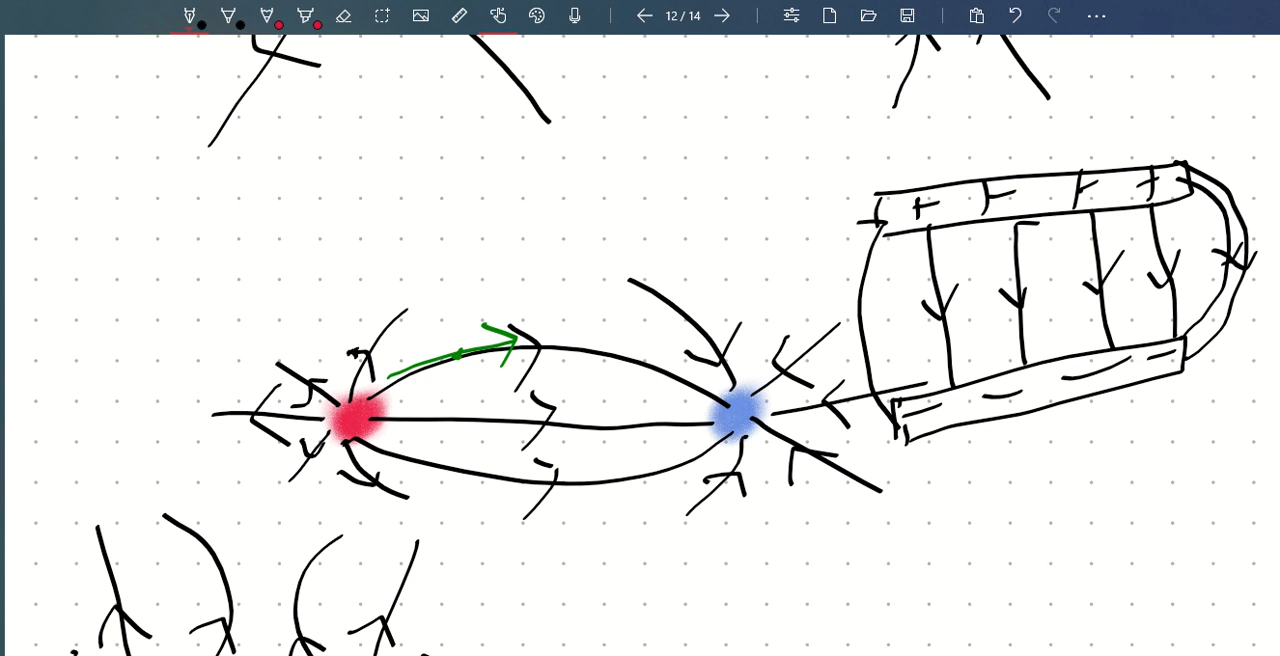 12 / 14
+ + + + +
- - - - -